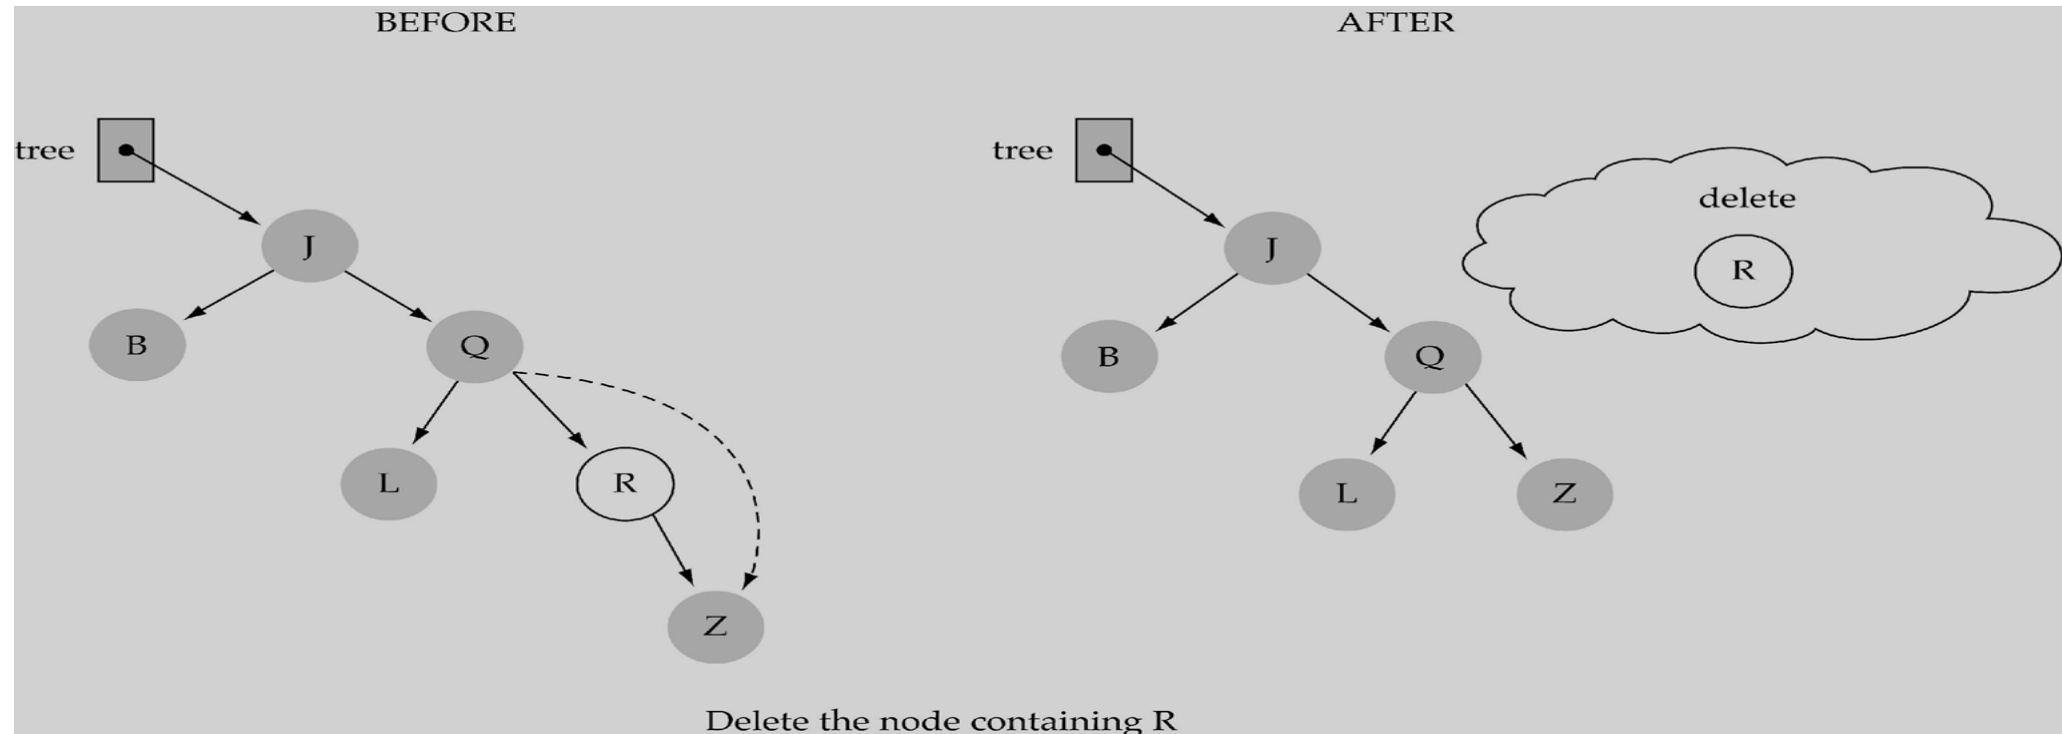 BEFORE
AFTER
tree
J
B
Q
L
R
Z
tree
delete
R
J
B
Q
L
Z
Delete the node containing R